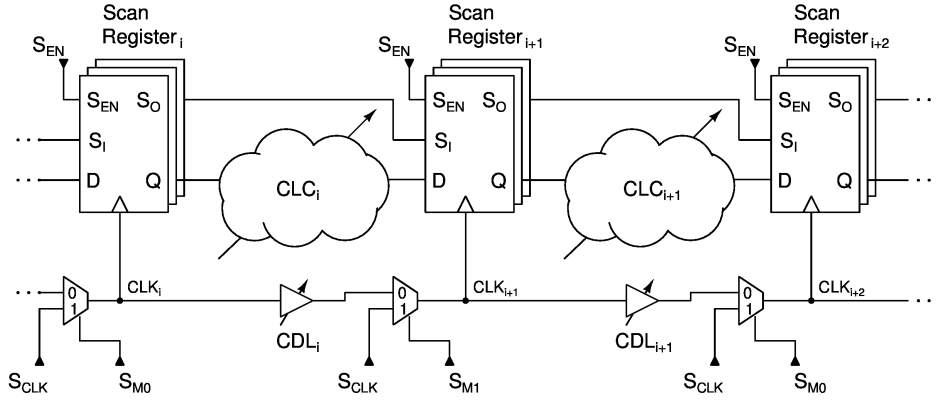 Scan
Register i
Scan
Register i+1
Scan
Register i+2
S EN
S EN
S EN
S EN S O
S EN S O
S EN S O
S I
S I
S I
D Q
D Q
D Q
CLC i
CLC i+1
0
1
CLK i
0
1
CLK i+1
0
1
CLK i+2
CDL i
CDL i+1
S CLK
S M0
S CLK
S M1
S CLK
S M0